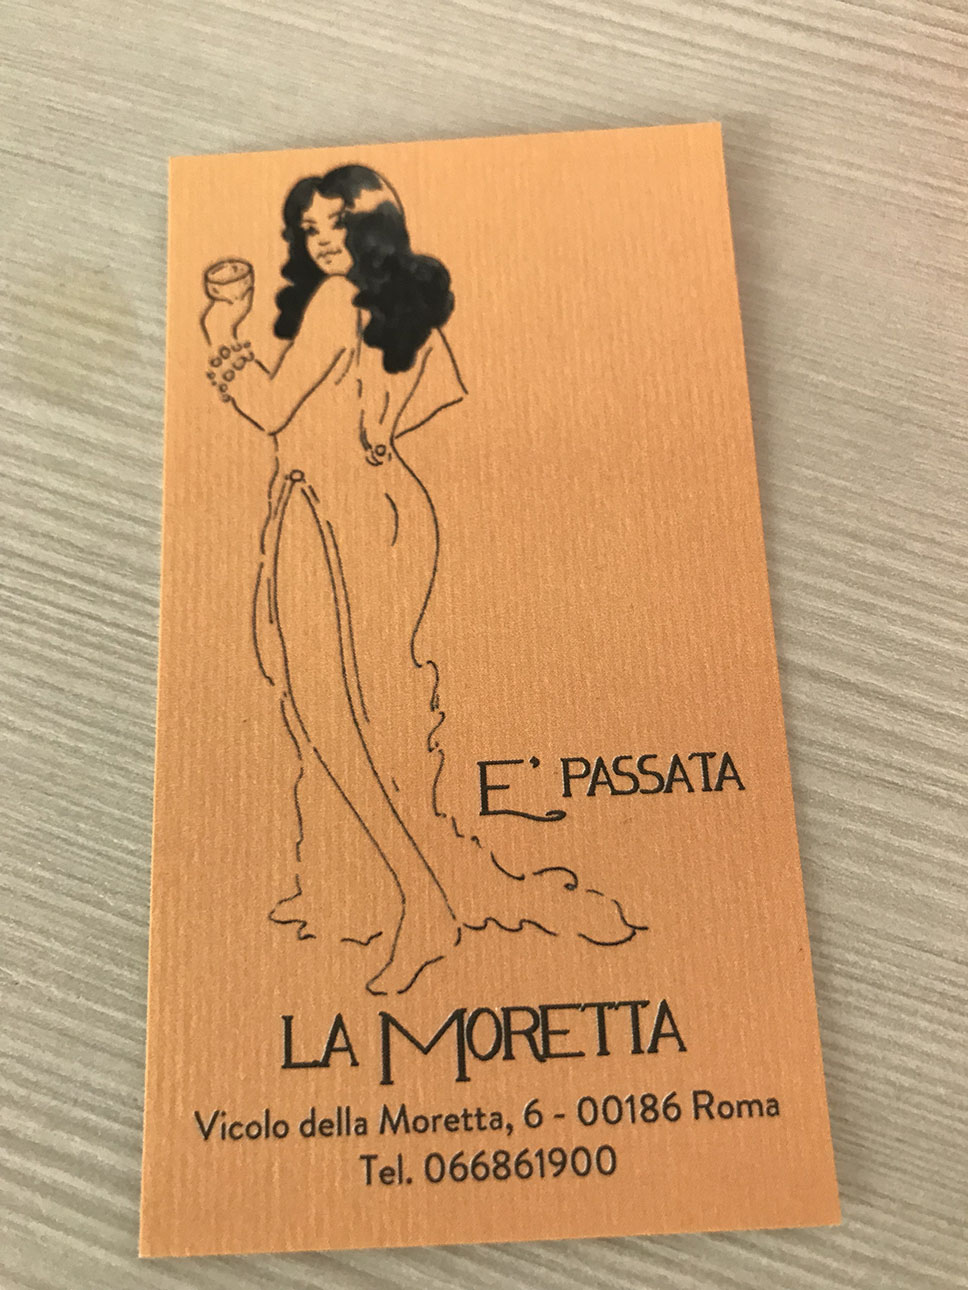 E' PASSATA
LA MORETTA
Vicolo della Moretta, 6 - 00186 Roma
Tel. 066861900